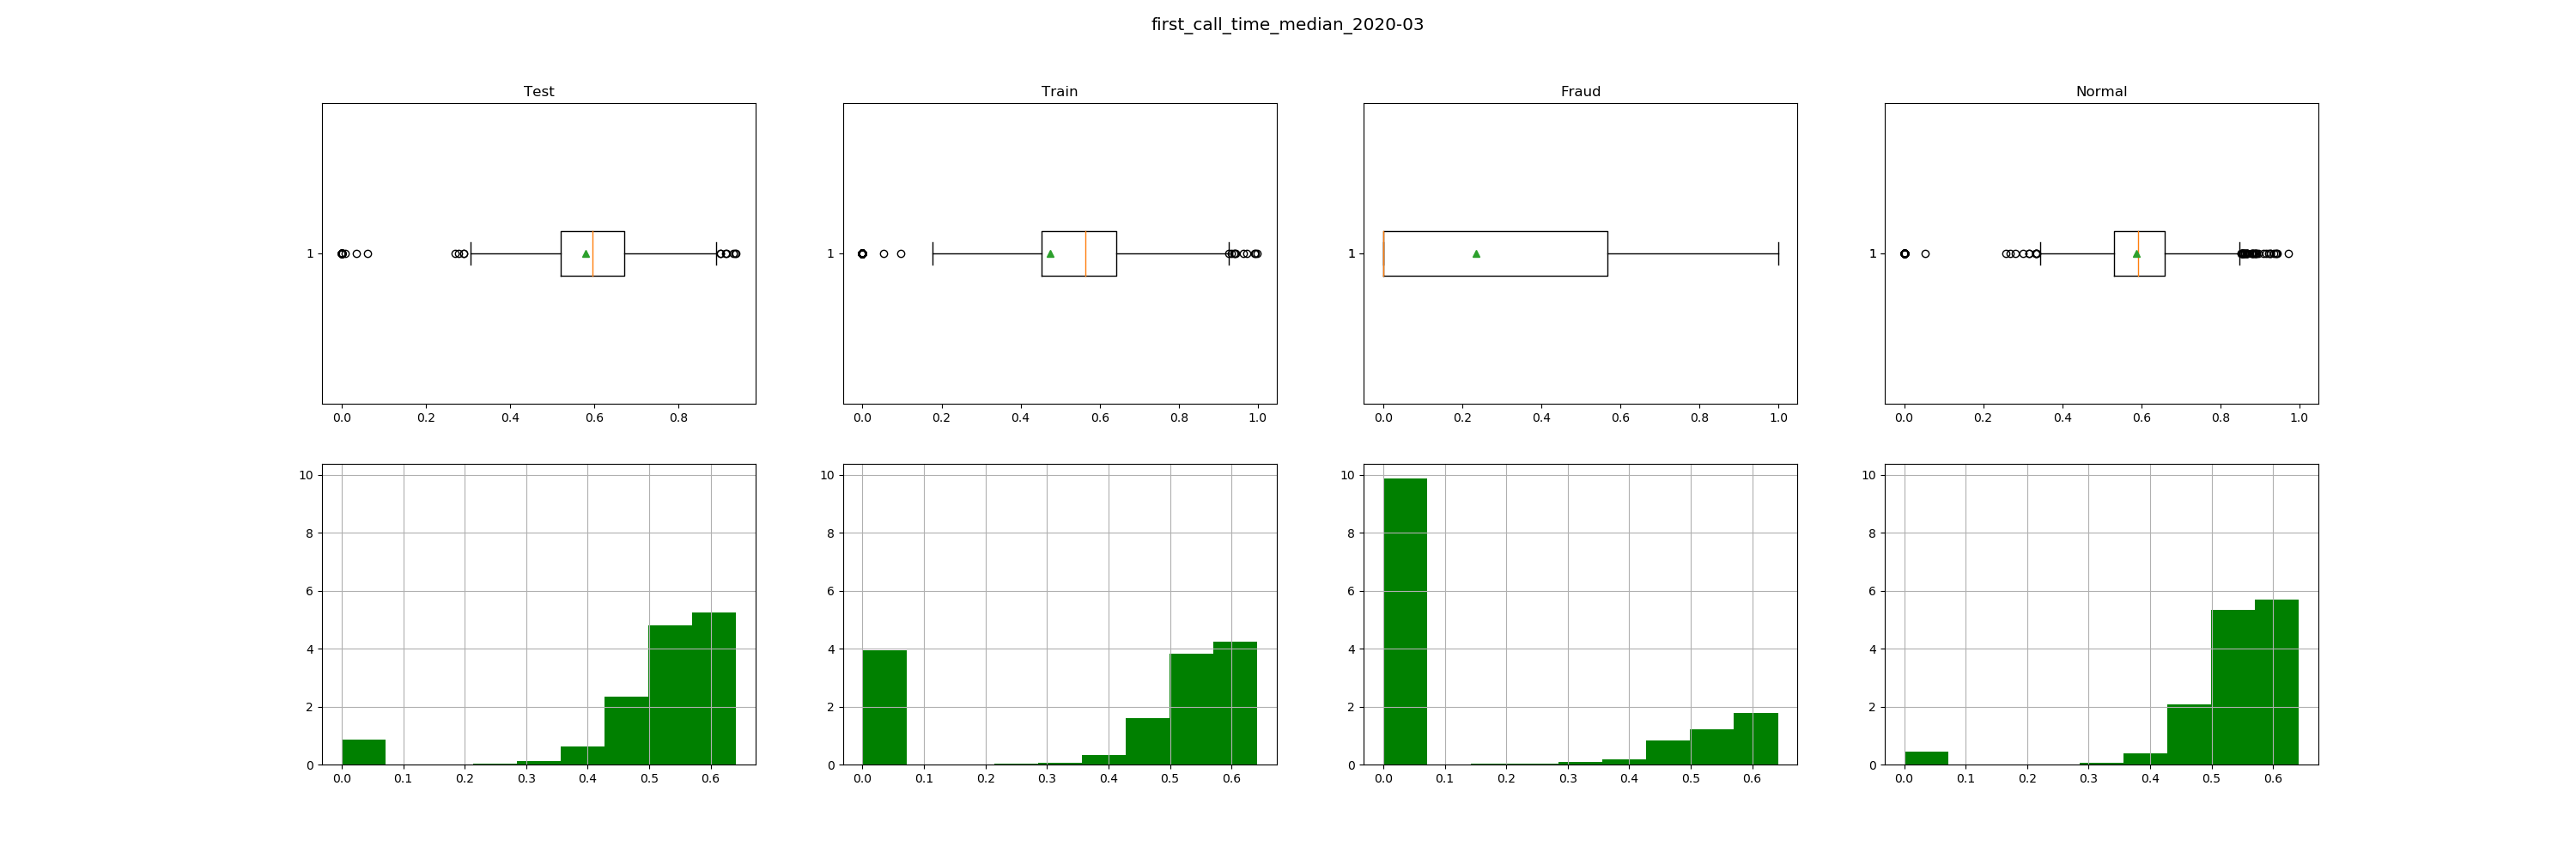 first_call_time_median_2020-03
Test Train Fraud Normal
1 1 1 1
0.0 0.2 0.4 0.6 0.8 0.0 0.2 0.4 0.6 0.8 1.0 0.0 0.2 0.4 0.6 0.8 1.0 0.0 0.2 0.4 0.6 0.8 1.0
10 10 10 10
8 8 8 8
6 6 6 6
4 4 4 4
2 2 2 2
0 0 0 0
0.0 0.1 0.2 0.3 0.4 0.5 0.6 0.0 0.1 0.2 0.3 0.4 0.5 0.6 0.0 0.1 0.2 0.3 0.4 0.5 0.6 0.0 0.1 0.2 0.3 0.4 0.5 0.6